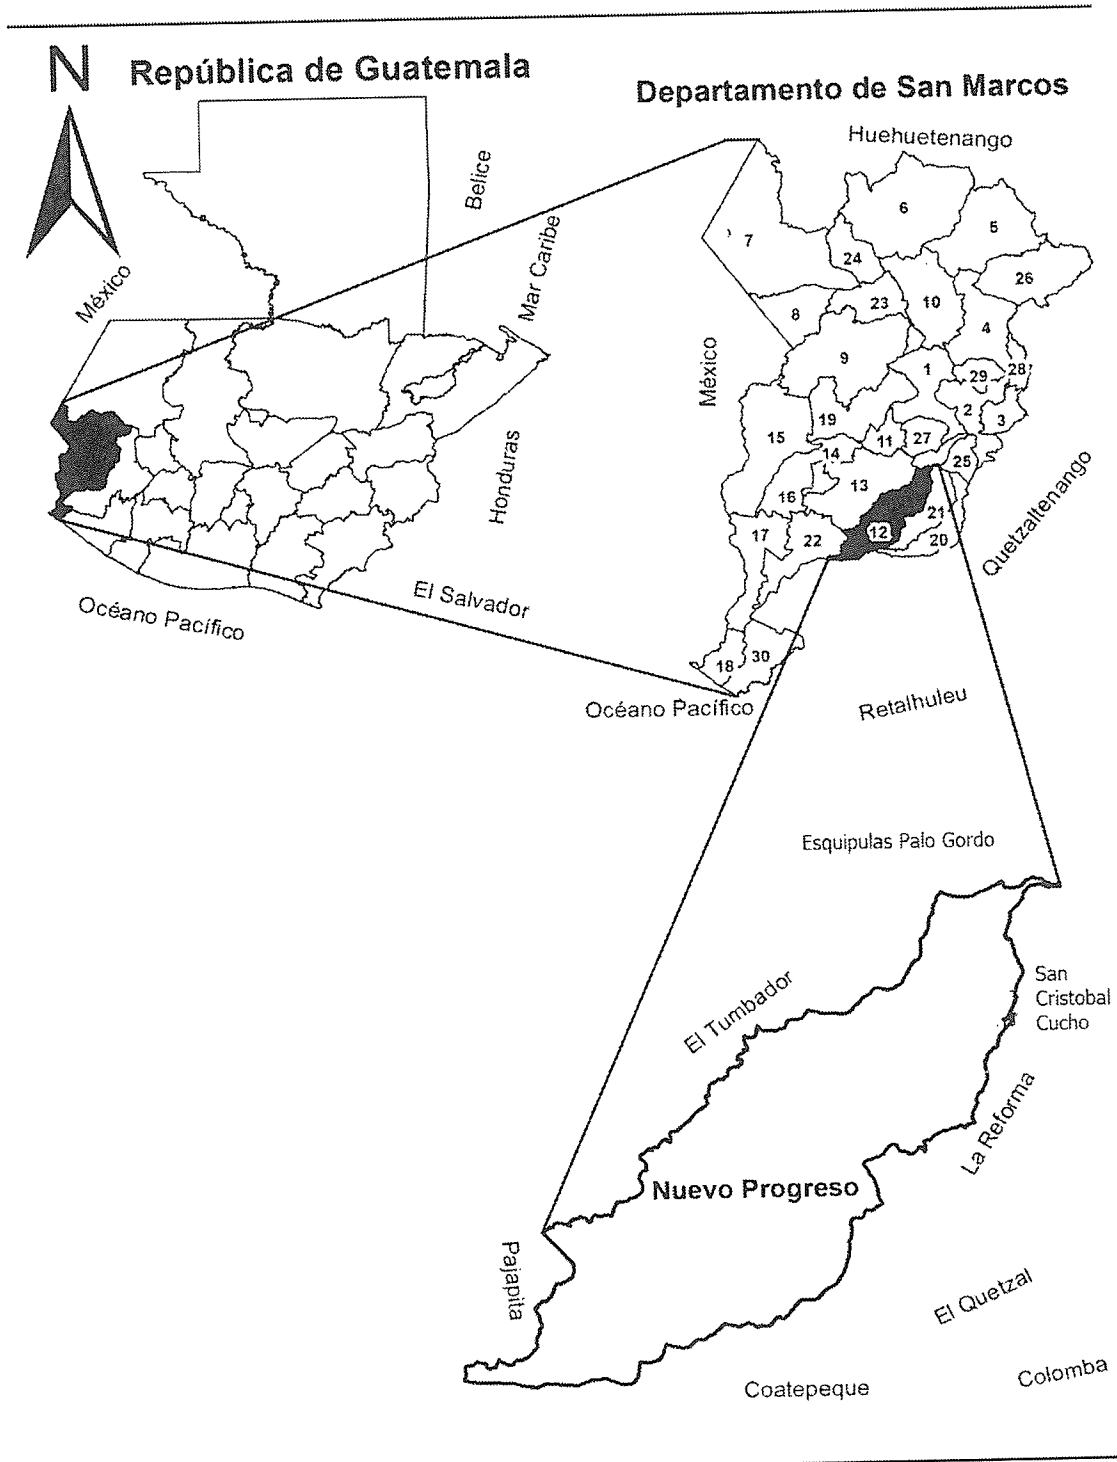 N
República de Guatemala
Departamento de San Marcos
Huehuetenango
Belice
Mar Caribe
México
Honduras
El Salvador
Océano Pacífico
México
6
5
7
24
26
23
10
8
4
9
1
29
28
2
3
19
15
11
27
14
25
13
16
21
12
17
22
20
18
30
Quetzaltenango
Océano Pacífico
Retalhuleu
Esquipulas Palo Gordo
El Tumbador
San
Cristobal
Cucho
La Reforma
Nuevo Progreso
Pajapita
El Quetzal
Coatepeque
Colomba